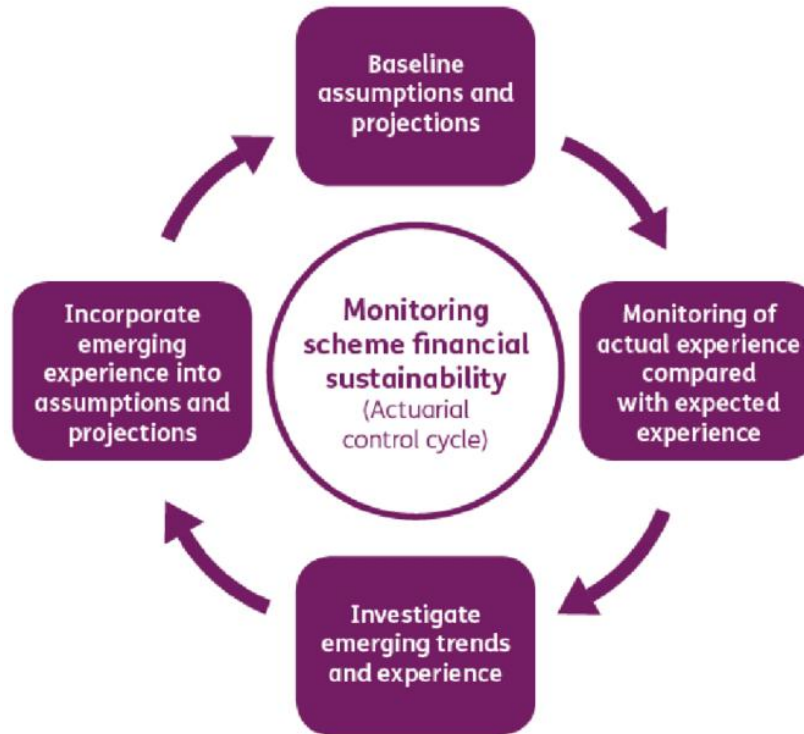 Baseline
assumptions and
projections
Monitoring of
actual experience
compared
with expected
experience
Investigate
emerging trends
and experience
Incorporate
emerging
experience into
assumptions and
projections
Monitoring
scheme financial
sustainability
(Actuarial
control cycle)